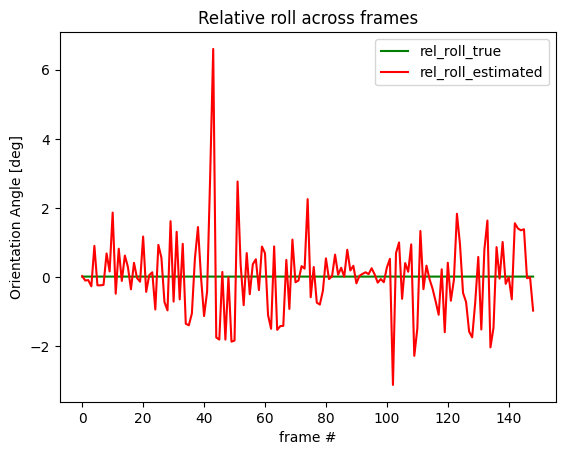 Relative roll across frames
rel_roll_true
rel_roll_estimated
Orientation Angle [deg]
6
4
2
0
−2
0 20 40 60 80 100 120 140
frame #